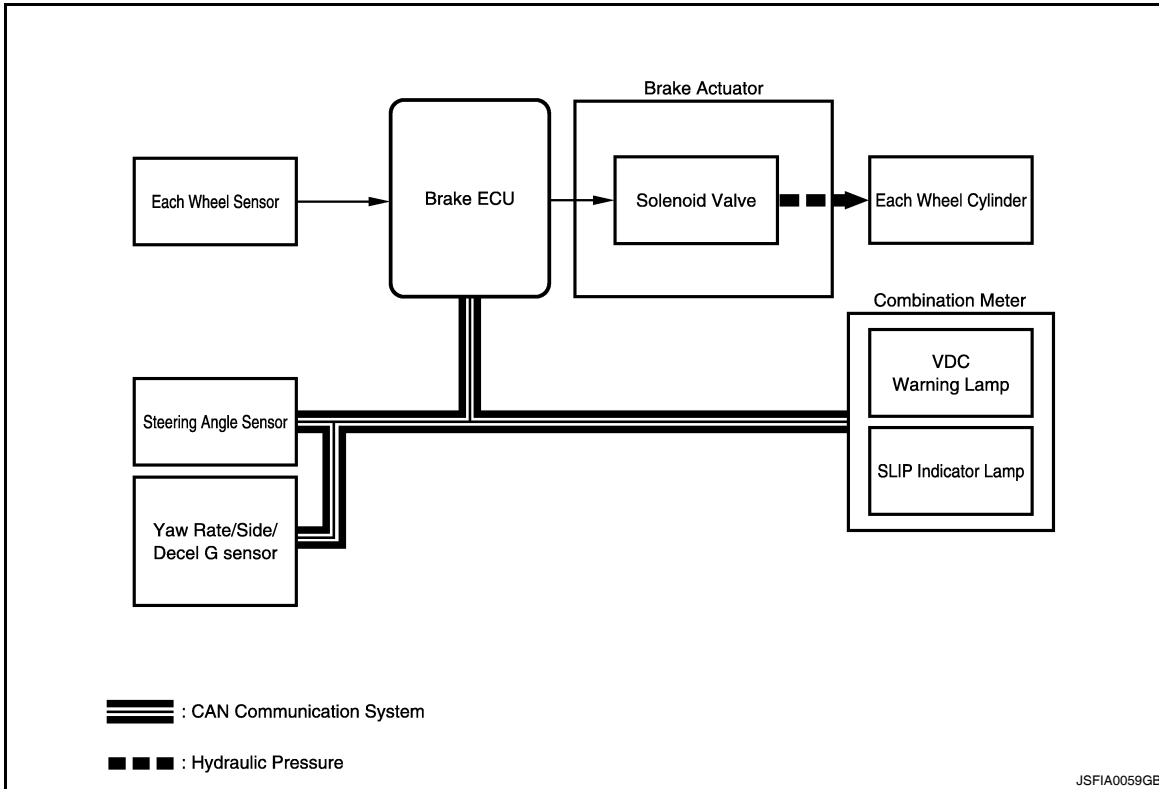 Brake Actuator
Each Wheel Sensor
Brake ECU
Solenoid Valve
Each Wheel Cylinder
Combination Meter
VDC
Warning Lamp
Steering Angle Sensor
SLIP Indicator Lamp
Yaw Rate/Side/
Decel G sensor
: CAN Communication System
: Hydraulic Pressure
JSFIA0059GB